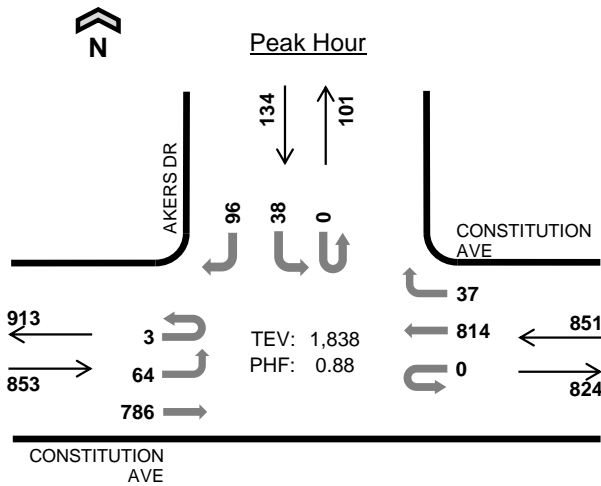 N
Peak Hour
134
101
AKERS DR
96
38
0
CONSTITUTION
AVE
37
913
3
TEV: 1,838
814
851
853
64
PHF: 0.88
0
824
786
CONSTITUTION
AVE